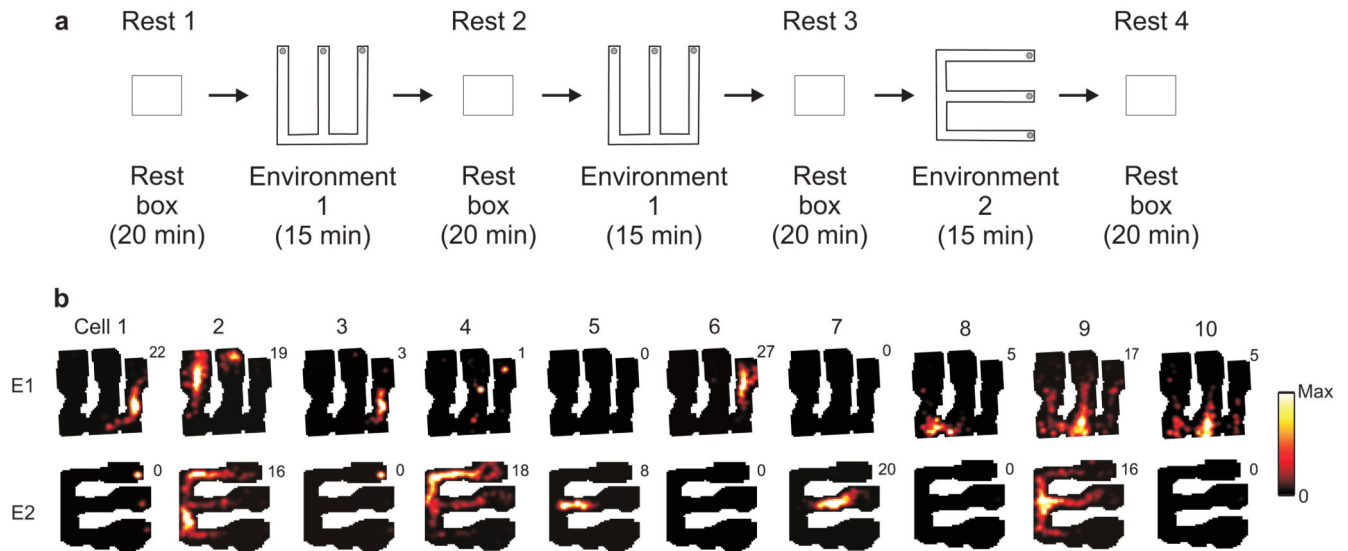 a
Rest 1 Rest 2 Rest 3 Rest 4
Rest Environment Rest Environment Rest Environment Rest
box 1 box 1 box 2 box
(20 min) (15 min) (20 min) (15 min) (20 min) (15 min) (20 min)
b
Cell 1 2 3 4 5 6 7 8 9 10
E1 22 19 3 1 0 27 0 5 17 5
Max
0
E2 0 16 0 18 8 0 20 0 16 0